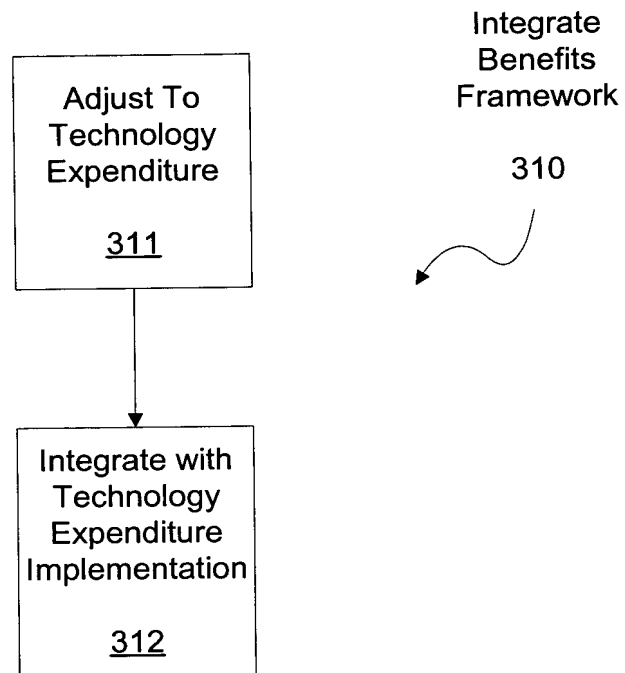 Integrate
Benefits
Framework
310
Adjust To
Technology
Expenditure
311
Integrate with
Technology
Expenditure
Implementation
312